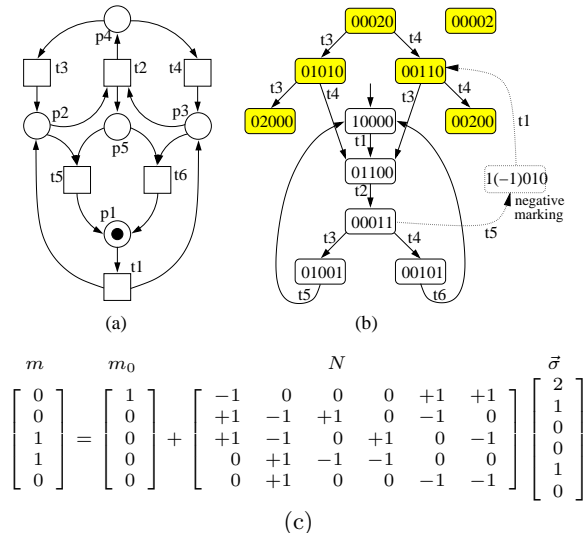 p4
t3
t2
t4
p2
p3
p5
t5
t6
p1
t1
(a)
00020
00002
t3
t4
01010
00110
t3
t4
t3
t4
t1
02000
10000
00200
t1
01100
1(−1)010
t2
negative
marking
00011
t5
t3
t4
01001
00101
t5
t6
(b)
m m0 N σ⃗
0 1 −1 0 0 0 +1 +1 2
0 0 +1 −1 +1 0 −1 0 1
1 = 0 + +1 −1 0 +1 0 −1 0
1 0 0 +1 −1 −1 0 0 0
0 0 0 +1 0 0 −1 −1 1
0
(c)